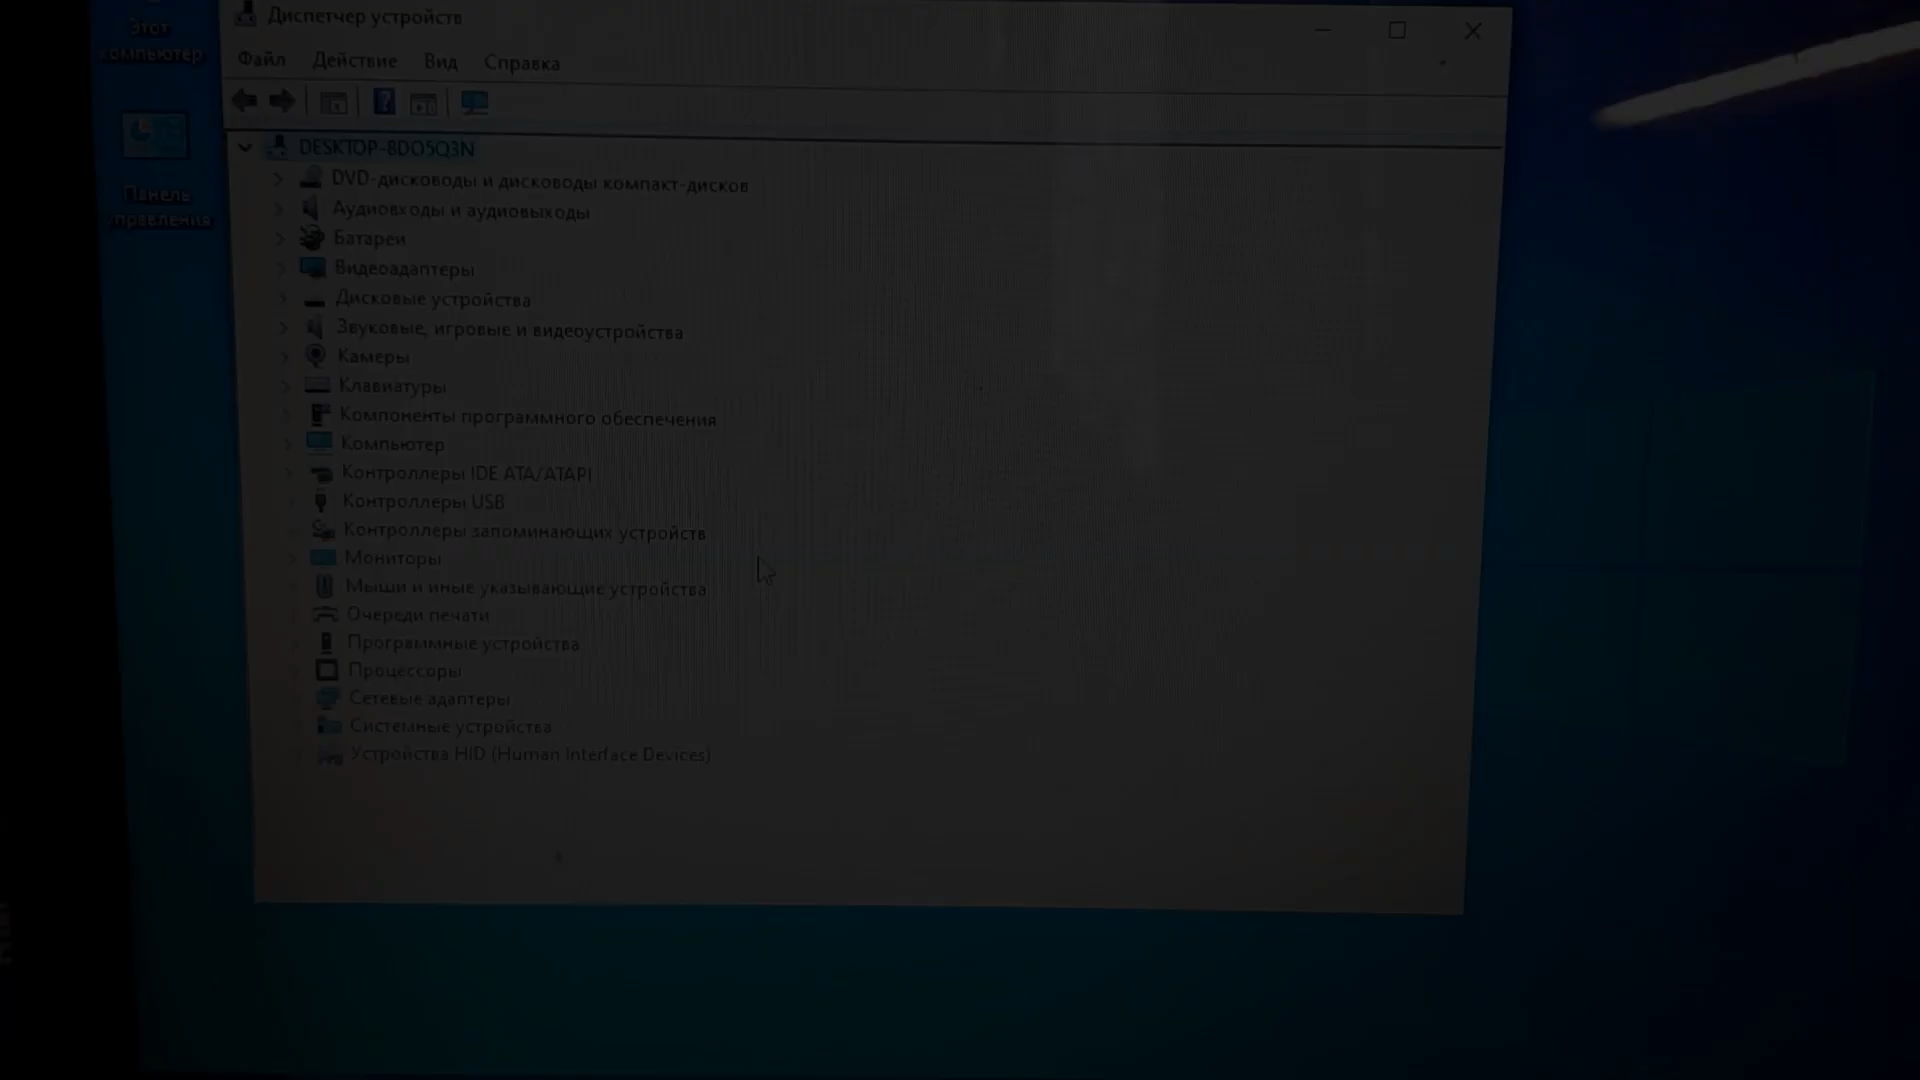 Этот
компьютер
Панель
управления
Диспетчер устройств
Файл Действие Вид Справка
DESKTOP-8DO5Q3N
DVD-дисководы и дисководы компакт-дисков
Аудиовходы и аудиовыходы
Батареи
Видеоадаптеры
Дисковые устройства
Звуковые, игровые и видеоустройства
Камеры
Клавиатуры
Компоненты программного обеспечения
Компьютер
Контроллеры IDE ATA/ATAPI
Контроллеры USB
Контроллеры запоминающих устройств
Мониторы
Мыши и иные указывающие устройства
Очереди печати
Программные устройства
Процессоры
Сетевые адаптеры
Системные устройства
Устройства HID (Human Interface Devices)